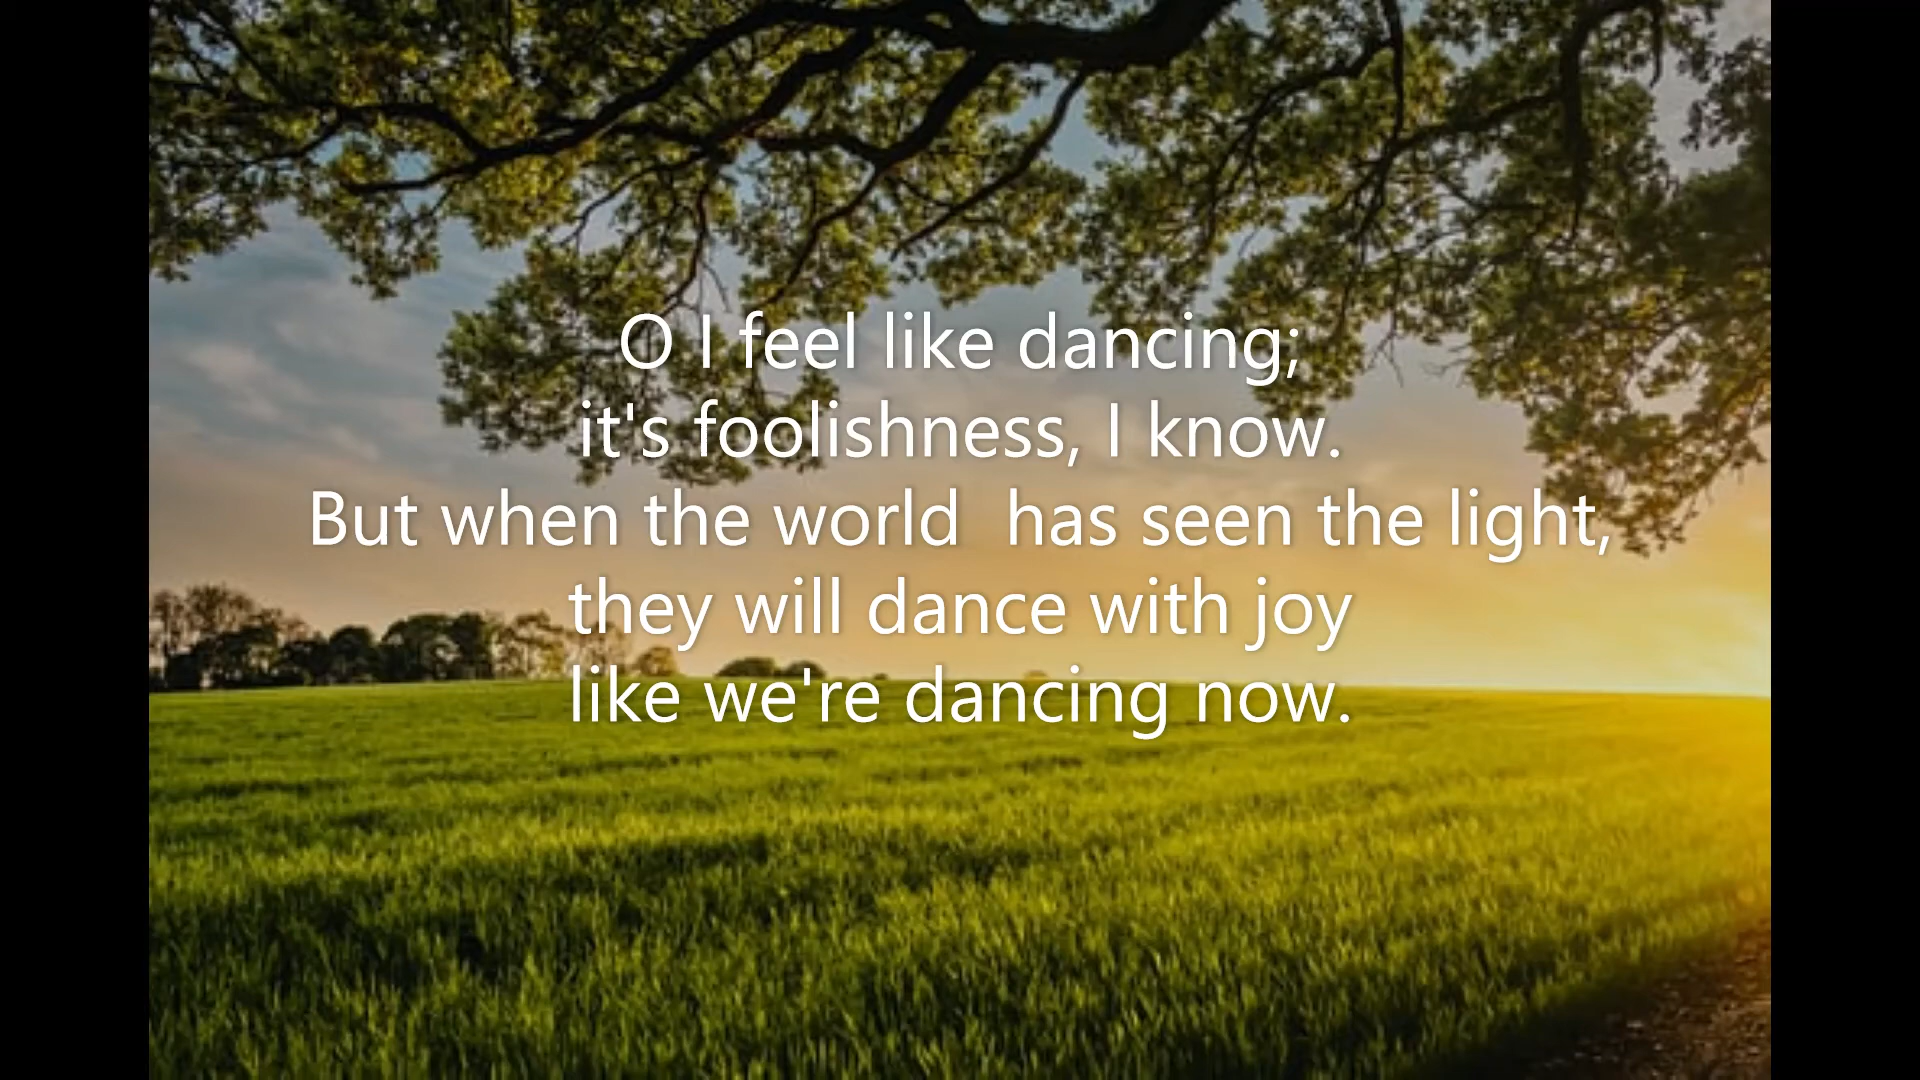 O I feel like dancing;
it's foolishness, I know.
But when the world  has seen the light,
they will dance with joy
like we're dancing now.